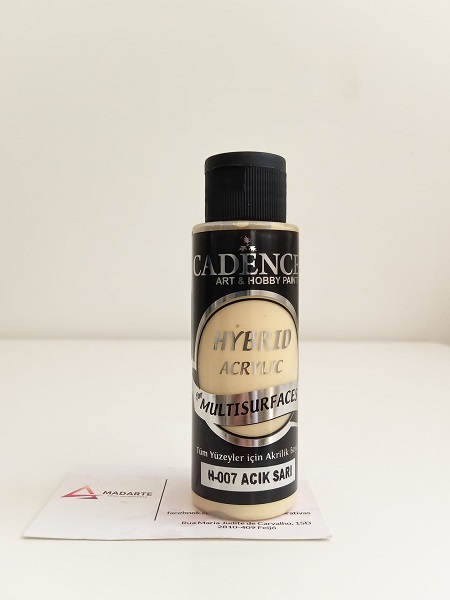 CADENCE
ART & HOBBY PAINT
HYBRID
ACRYLIC
For MULTISURFACES
Tüm Yüzeyler için Akrilik
H-007 ACIK SARI
MADARTE
facebook.
Rua Maria Judite de Carvalho, 15D
2810-409 Feijó